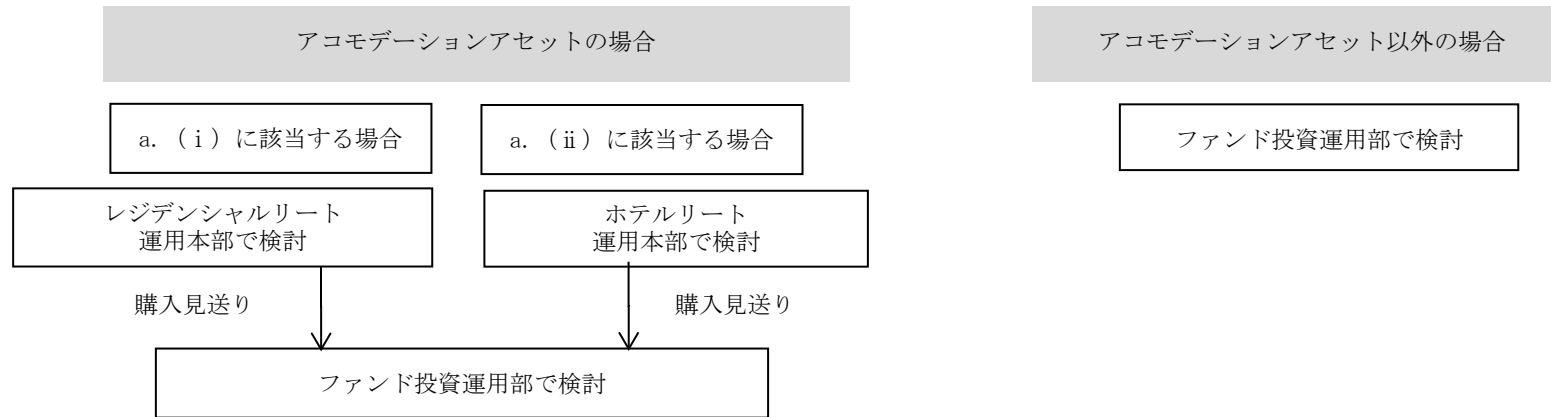 アコモデーションアセットの場合
アコモデーションアセット以外の場合
a. (ⅰ) に該当する場合
a. (ⅱ) に該当する場合
ファンド投資運用部で検討
レジデンシャルリート
運用本部で検討
ホテルリート
運用本部で検討
購入見送り
購入見送り
ファンド投資運用部で検討